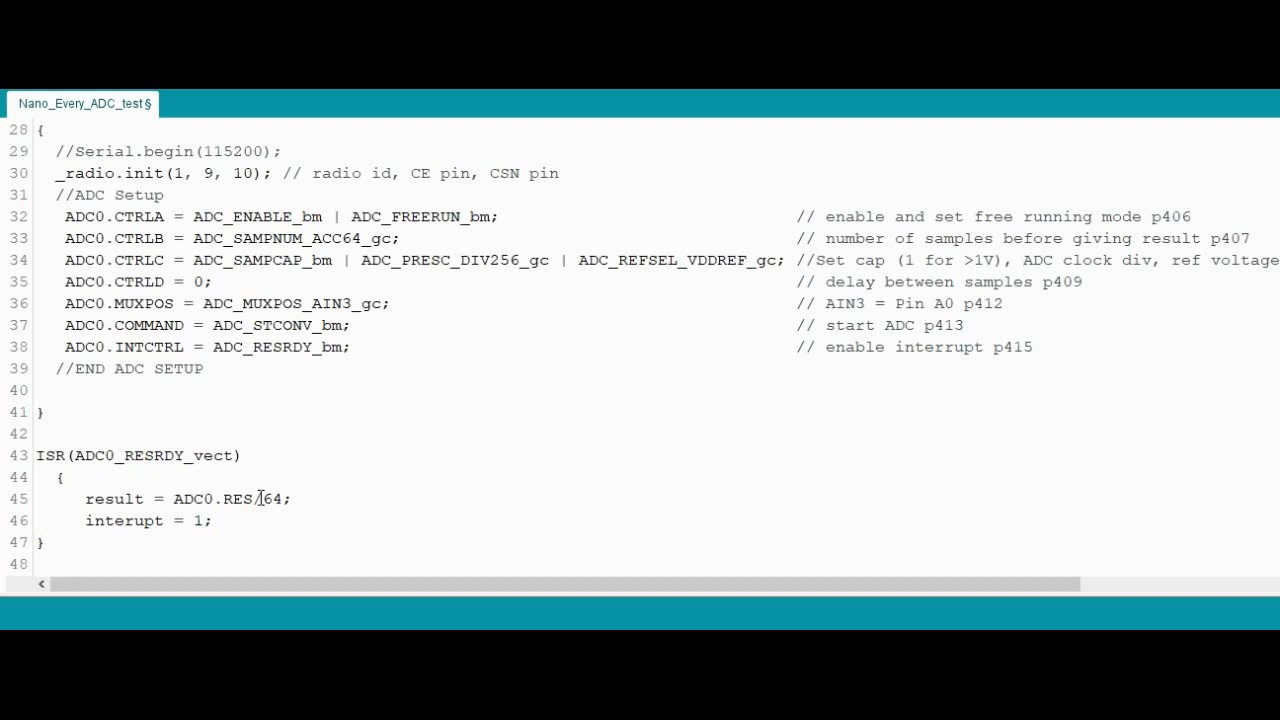 Nano_Every_ADC_test§
28 {
29 //Serial.begin(115200);
30 _radio.init(1, 9, 10); // radio id, CE pin, CSN pin
31 //ADC Setup
32 ADC0.CTRLA = ADC_ENABLE_bm | ADC_FREERUN_bm; // enable and set free running mode p406
33 ADC0.CTRLB = ADC_SAMPNUM_ACC64_gc; // number of samples before giving result p407
34 ADC0.CTRLC = ADC_SAMPCAP_bm | ADC_PRESC_DIV256_gc | ADC_REFSEL_VDDREF_gc; //Set cap (1 for >1V), ADC clock div, ref voltage
35 ADC0.CTRLD = 0; // delay between samples p409
36 ADC0.MUXPOS = ADC_MUXPOS_AIN3_gc; // AIN3 = Pin A0 p412
37 ADC0.COMMAND = ADC_STCONV_bm; // start ADC p413
38 ADC0.INTCTRL = ADC_RESRDY_bm; // enable interrupt p415
39 //END ADC SETUP
40
41 }
42
43 ISR(ADC0_RESRDY_vect)
44 {
45 result = ADC0.RES/64;
46 interupt = 1;
47 }
48